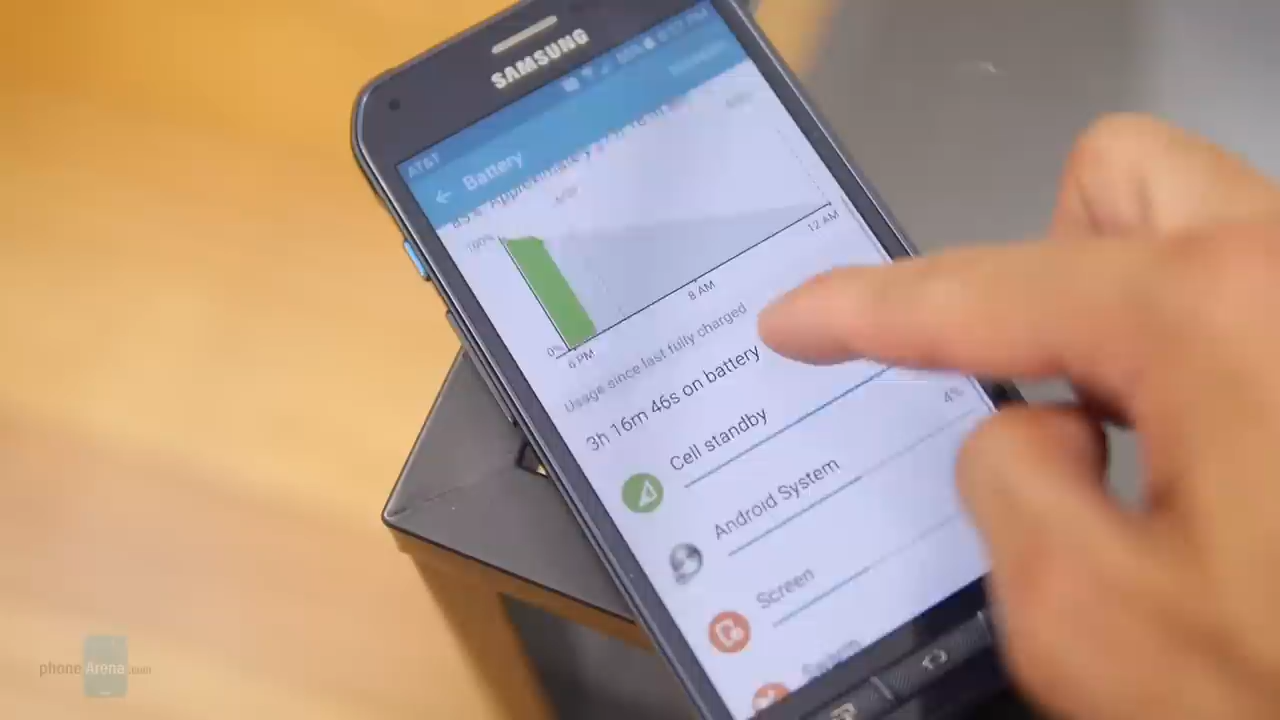 SAMSUNG
AT&T
Battery
100%
0%
4 PM
8 AM
12 AM
Usage since last fully charged
3h 16m 46s on battery
Cell standby
Android System
4%
Screen
phoneArena.com